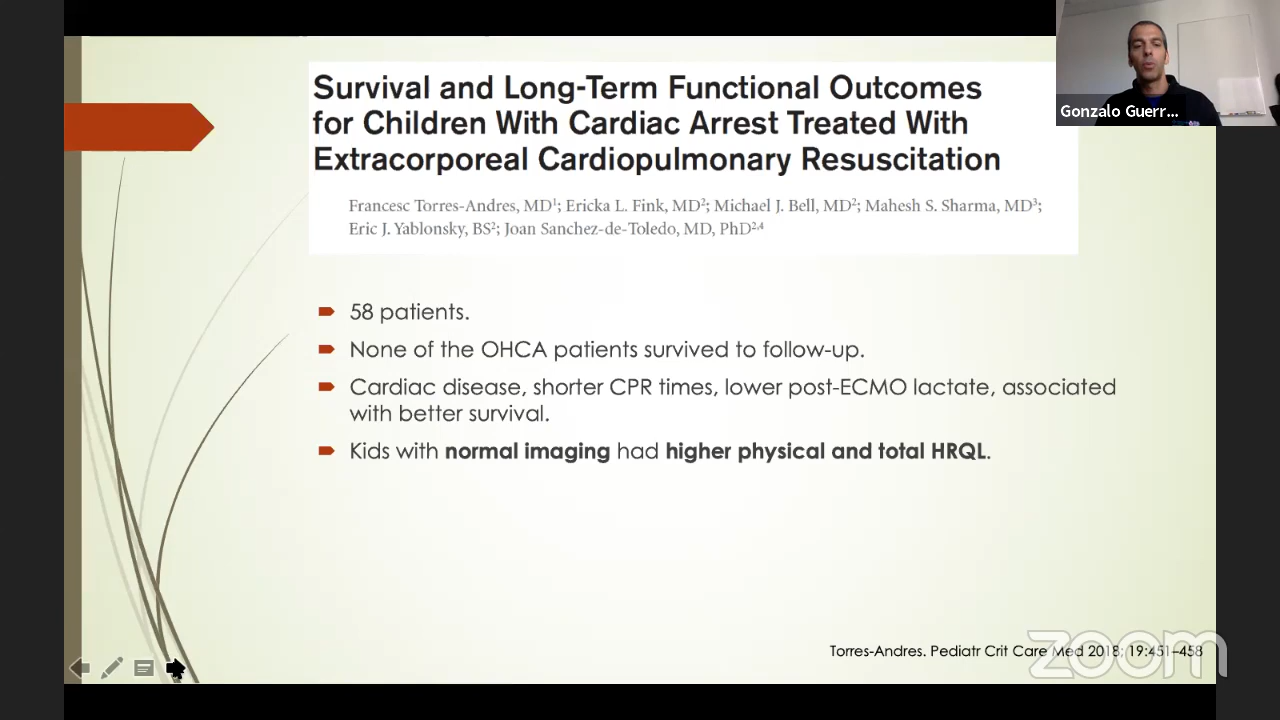 Survival and Long-Term Functional Outcomes
for Children With Cardiac Arrest Treated With
Extracorporeal Cardiopulmonary Resuscitation
Francesc Torres-Andres, MD1; Ericka L. Fink, MD2; Michael J. Bell, MD2; Mahesh S. Sharma, MD3;
Eric J. Yablonsky, BS2; Joan Sanchez-de-Toledo, MD, PhD2,4
Gonzalo Guerr...
58 patients.
None of the OHCA patients survived to follow-up.
Cardiac disease, shorter CPR times, lower post-ECMO lactate, associated
with better survival.
Kids with normal imaging had higher physical and total HRQL.
Torres-Andres. Pediatr Crit Care Med 2018; 19:451–458
zoom